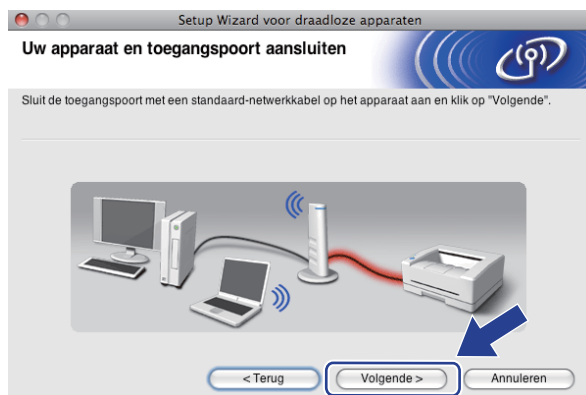 Setup Wizard voor draadloze apparaten
Uw apparaat en toegangspoort aansluiten
Sluit de toegangspoort met een standaard-netwerkkabel op het apparaat aan en klik op "Volgende".
< Terug
Volgende >
Annuleren